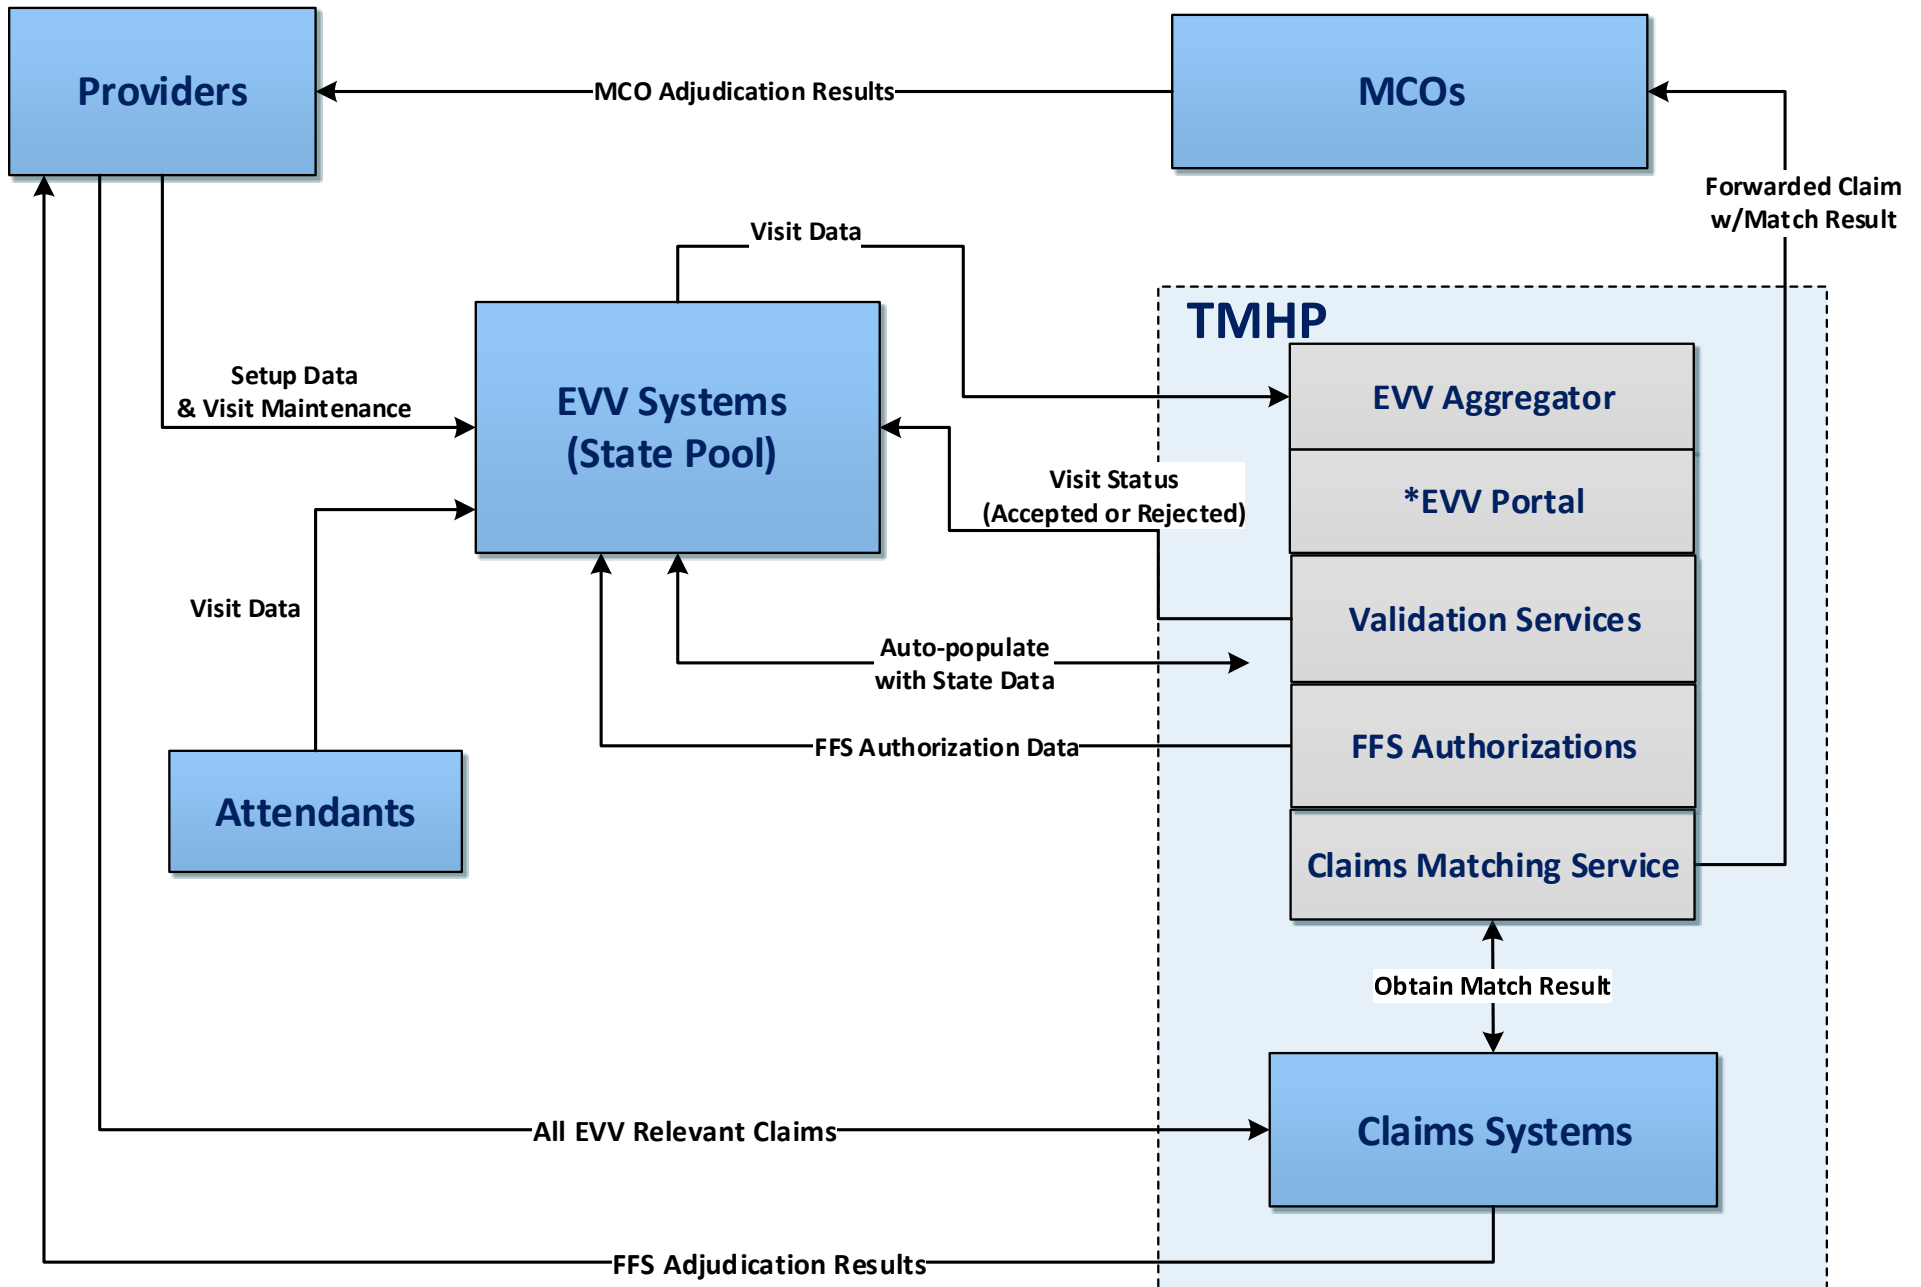 Providers
MCO Adjudication Results
MCOs
Forwarded Claim
w/Match Result
Visit Data
TMHP
Setup Data
& Visit Maintenance
EVV Systems
(State Pool)
EVV Aggregator
*EVV Portal
Visit Status
(Accepted or Rejected)
Visit Data
Validation Services
Auto-populate
with State Data
FFS Authorization Data
FFS Authorizations
Attendants
Claims Matching Service
Obtain Match Result
All EVV Relevant Claims
Claims Systems
FFS Adjudication Results